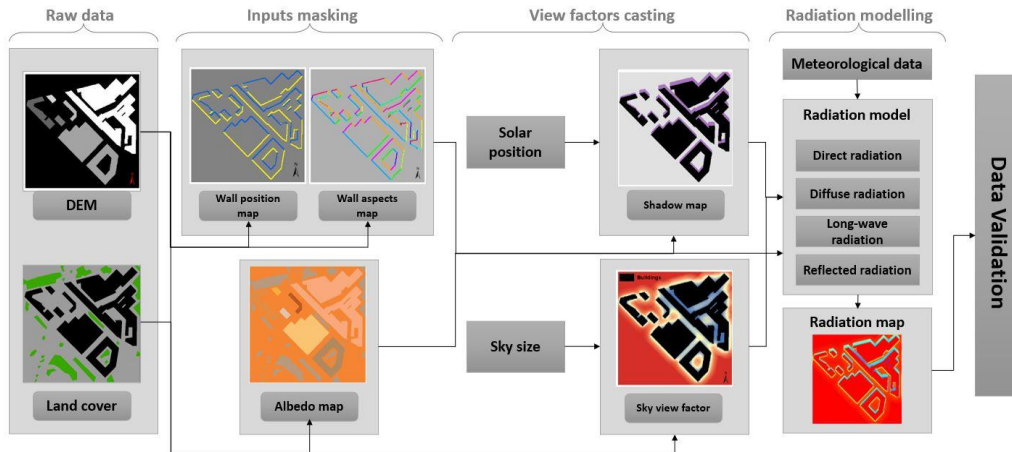 Raw data
Inputs masking
View factors casting
Radiation modelling
DEM
Wall position
map
Wall aspects
map
Solar
position
Shadow map
Meteorological data
Radiation model
Direct radiation
Diffuse radiation
Long-wave
radiation
Reflected radiation
Data Validation
Land cover
Albedo map
Sky size
Buildings
Sky view factor
Radiation map
N
N